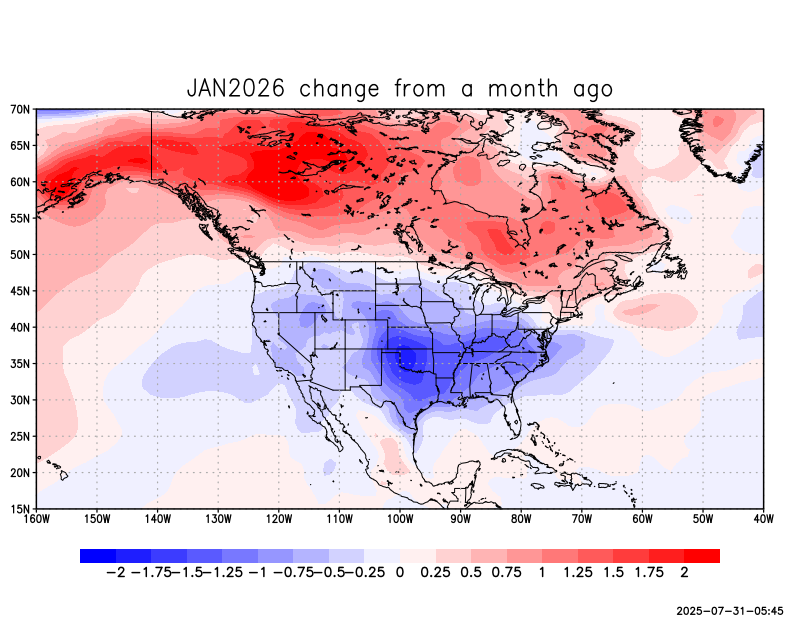 JAN2026 change from a month ago
70N
65N
60N
55N
50N
45N
40N
35N
30N
25N
20N
15N
160W 150W 140W 130W 120W 110W 100W 90W 80W 70W 60W 50W 40W
−2 −1.75 −1.5 −1.25 −1 −0.75 −0.5 −0.25 0 0.25 0.5 0.75 1 1.25 1.5 1.75 2
2025−07−31−05:45